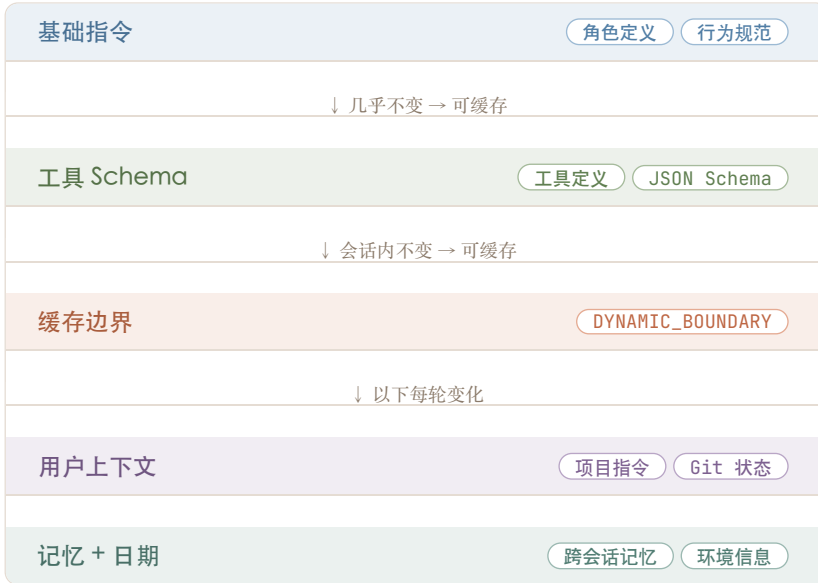 基础指令 角色定义 行为规范
↓ 几乎不变 → 可缓存
工具 Schema 工具定义 JSON Schema
↓ 会话内不变 → 可缓存
缓存边界 DYNAMIC_BOUNDARY
↓ 以下每轮变化
用户上下文 项目指令 Git 状态
记忆 + 日期 跨会话记忆 环境信息